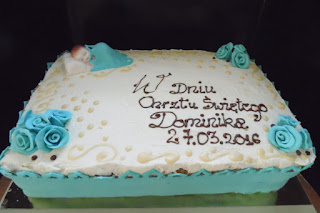 W Dniu
Chrztu Świętego
Dominika
27.03.2016